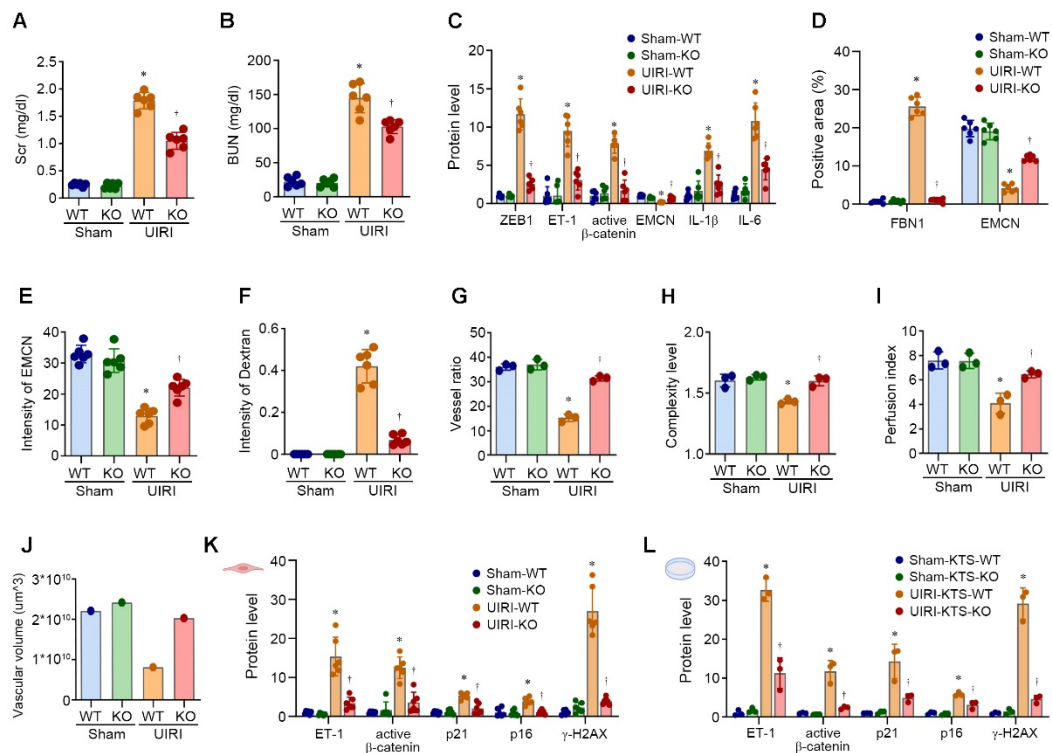 A
Scr (mg/dl)
2.5
2.0
1.5
1.0
0.5
0.0
*
†
WT KO WT KO
Sham UIRI
B
BUN (mg/dl)
200
150
100
50
0
*
†
WT KO WT KO
Sham UIRI
C
Sham-WT
Sham-KO
UIRI-WT
UIRI-KO
Protein level
20
15
10
5
0
* † * † * † * † * † * †
ZEB1 ET-1 active EMCN IL-1β IL-6
β-catenin
D
Sham-WT
Sham-KO
UIRI-WT
UIRI-KO
Positive area (%)
40
30
20
10
0
* † * †
FBN1 EMCN
E
Intensity of EMCN
40
30
20
10
0
*
†
WT KO WT KO
Sham UIRI
F
Intensity of Dextran
0.6
0.4
0.2
0
*
†
WT KO WT KO
Sham UIRI
G
Vessel ratio
50
40
30
20
10
0
*
†
WT KO WT KO
Sham UIRI
H
Complexity level
2.0
1.5
1.0
*
†
WT KO WT KO
Sham UIRI
I
Perfusion index
10
8
6
4
2
0
*
†
WT KO WT KO
Sham UIRI
J
Vascular volume (um^3)
3*10¹⁰
2*10¹⁰
1*10¹⁰
0
WT KO WT KO
Sham UIRI
K
Sham-WT
Sham-KO
UIRI-WT
UIRI-KO
Protein level
40
30
20
10
0
* † * † * † * † * †
ET-1 active p21 p16 γ-H2AX
β-catenin
L
Sham-KTS-WT
Sham-KTS-KO
UIRI-KTS-WT
UIRI-KTS-KO
Protein level
40
30
20
10
0
* † * † * † * † * †
ET-1 active p21 p16 γ-H2AX
β-catenin